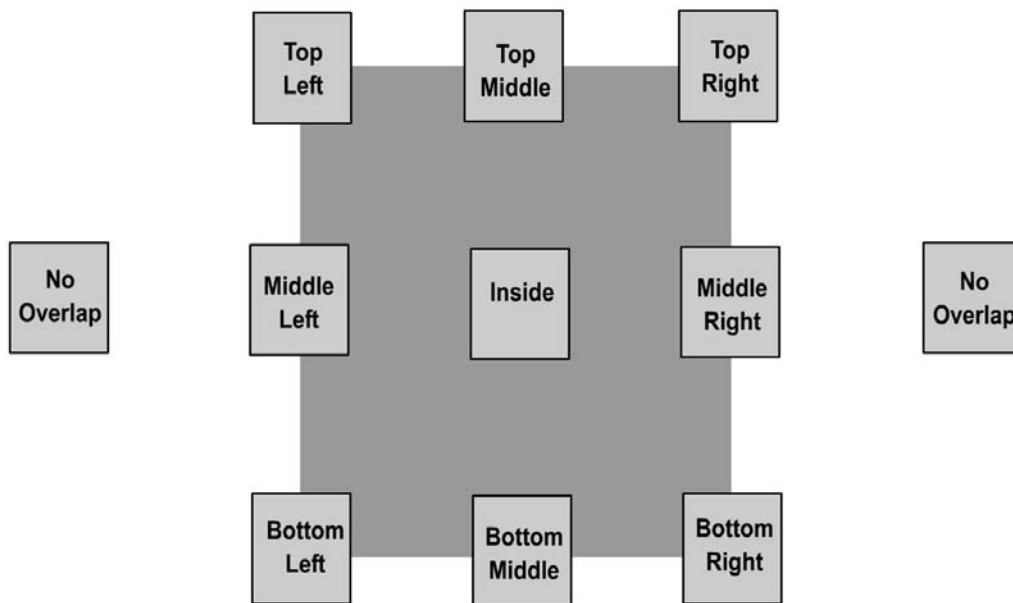 Top
Left
Top
Middle
Top
Right
No
Overlap
Middle
Left
Inside
Middle
Right
No
Overlap
Bottom
Left
Bottom
Middle
Bottom
Right